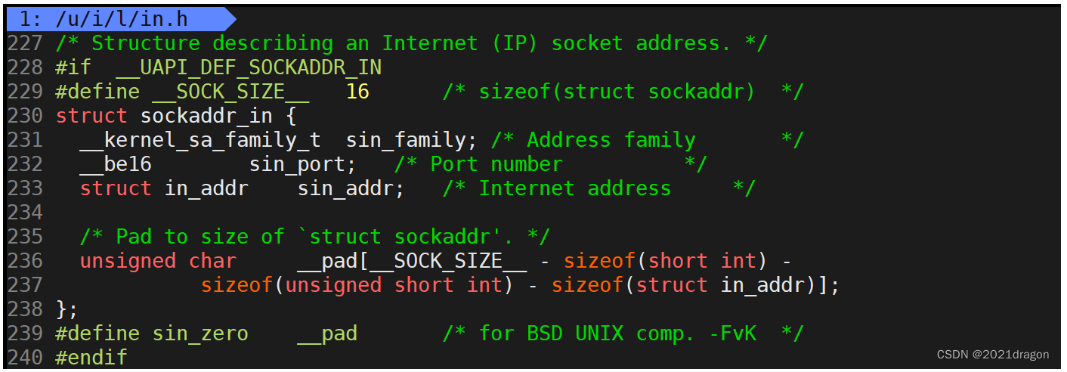 1: /u/i/l/in.h
227 /* Structure describing an Internet (IP) socket address. */
228 #if  __UAPI_DEF_SOCKADDR_IN
229 #define __SOCK_SIZE__   16      /* sizeof(struct sockaddr)  */
230 struct sockaddr_in {
231   __kernel_sa_family_t  sin_family; /* Address family       */
232   __be16        sin_port;   /* Port number          */
233   struct in_addr    sin_addr;   /* Internet address     */
234
235   /* Pad to size of `struct sockaddr'. */
236   unsigned char     __pad[__SOCK_SIZE__ - sizeof(short int) -
237             sizeof(unsigned short int) - sizeof(struct in_addr)];
238 };
239 #define sin_zero    __pad       /* for BSD UNIX comp. -FvK  */
240 #endif
CSDN @2021dragon